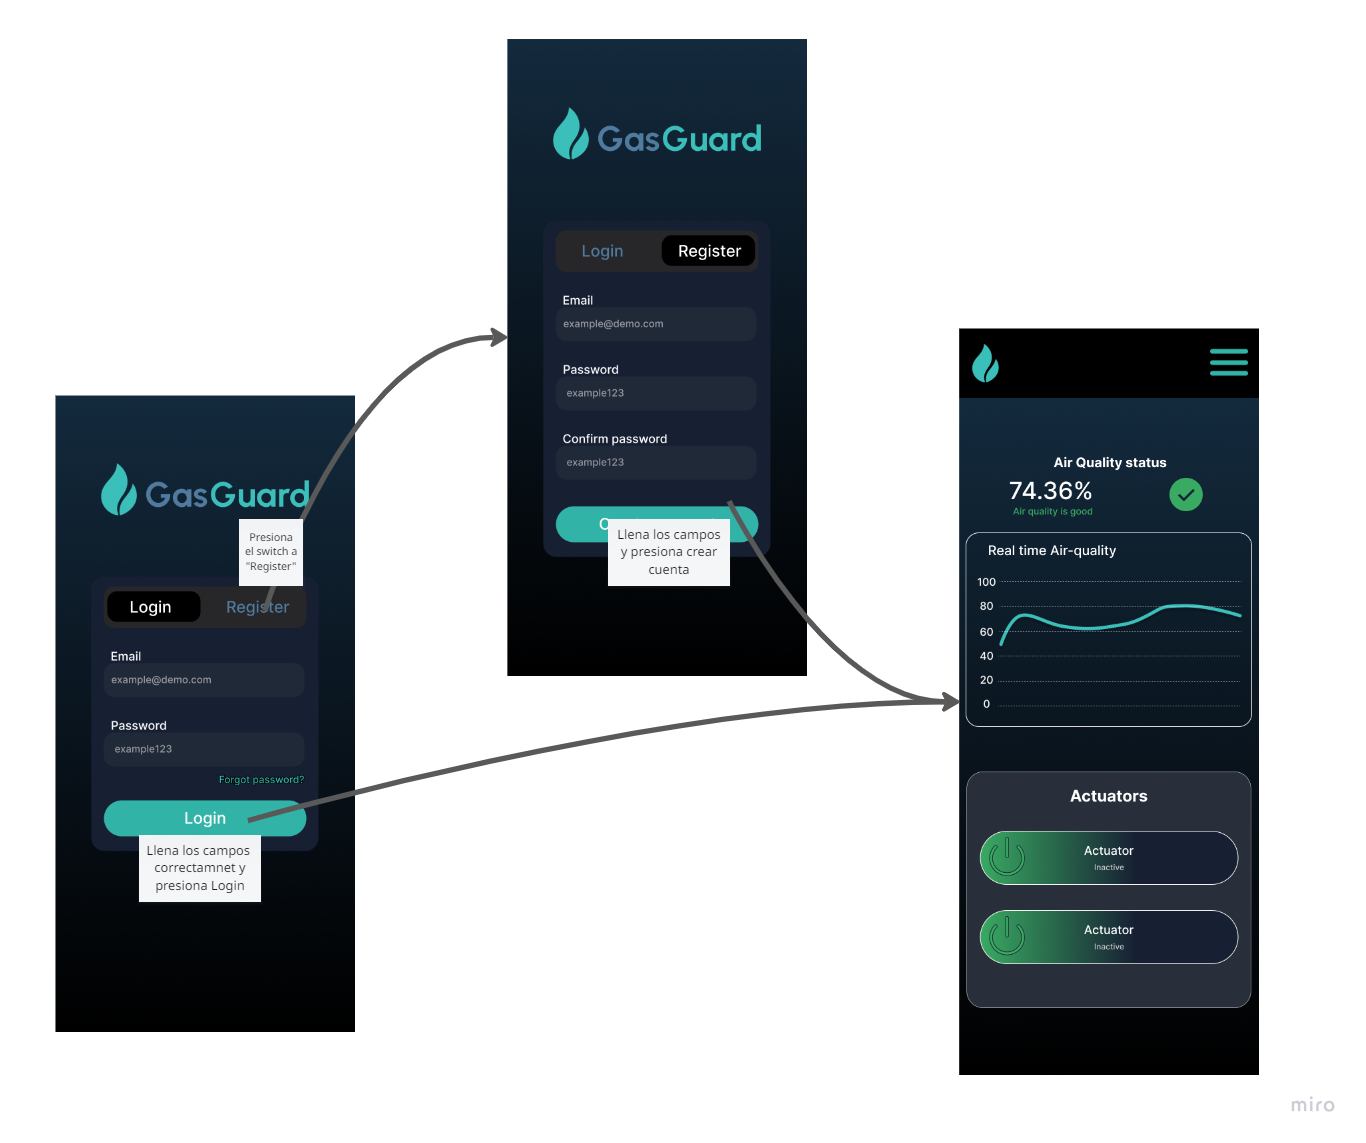 GasGuard
Presiona
el switch a
"Register"
Login
Register
Email
example@demo.com
Password
example123
Forgot password?
Login
Llena los campos
correctamnet y
presiona Login
GasGuard
Login
Register
Email
example@demo.com
Password
example123
Confirm password
example123
Llena los campos
y presiona crear
cuenta
Air Quality status
74.36%
Air quality is good
Real time Air-quality
100
80
60
40
20
0
Actuators
Actuator
Inactive
Actuator
Inactive
miro